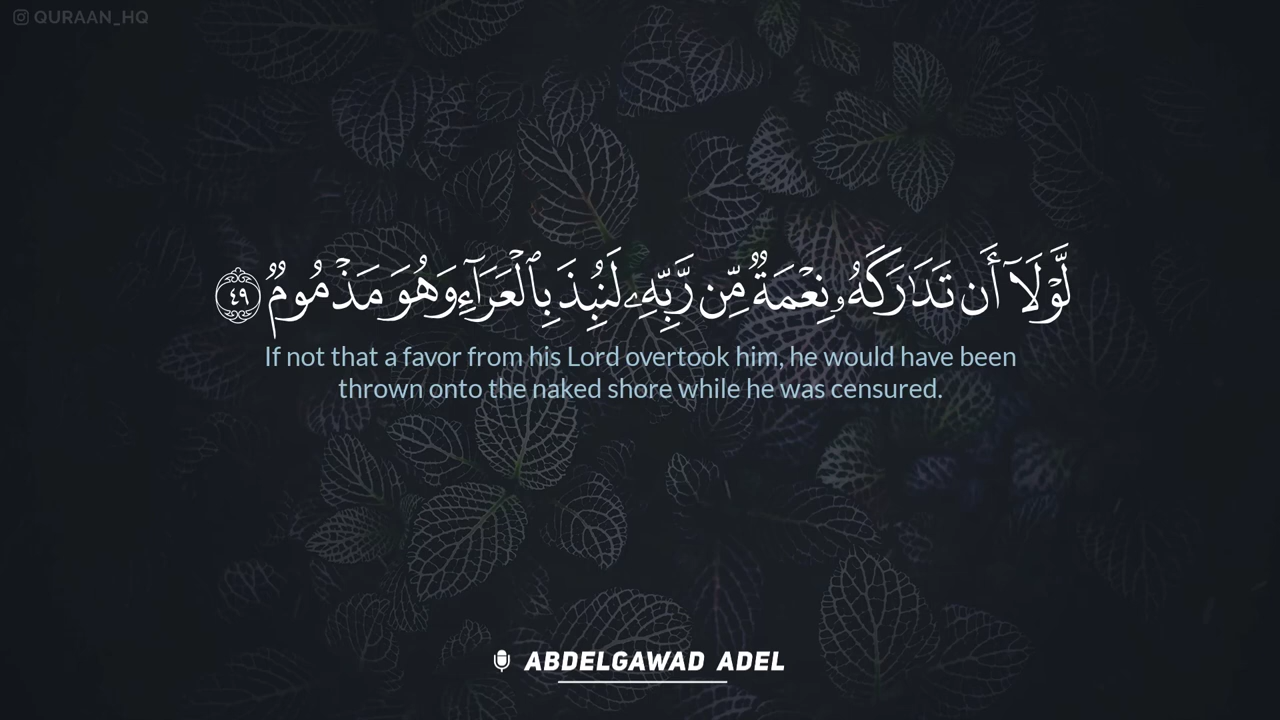 QURAAN_HQ
لَّوْلَآ أَن تَدَٰرَكَهُۥ نِعْمَةٌ مِّن رَّبِّهِۦ لَنُبِذَ بِٱلْعَرَآءِ وَهُوَ مَذْمُومٌ ٤٩
If not that a favor from his Lord overtook him, he would have been
thrown onto the naked shore while he was censured.
ABDELGAWAD ADEL